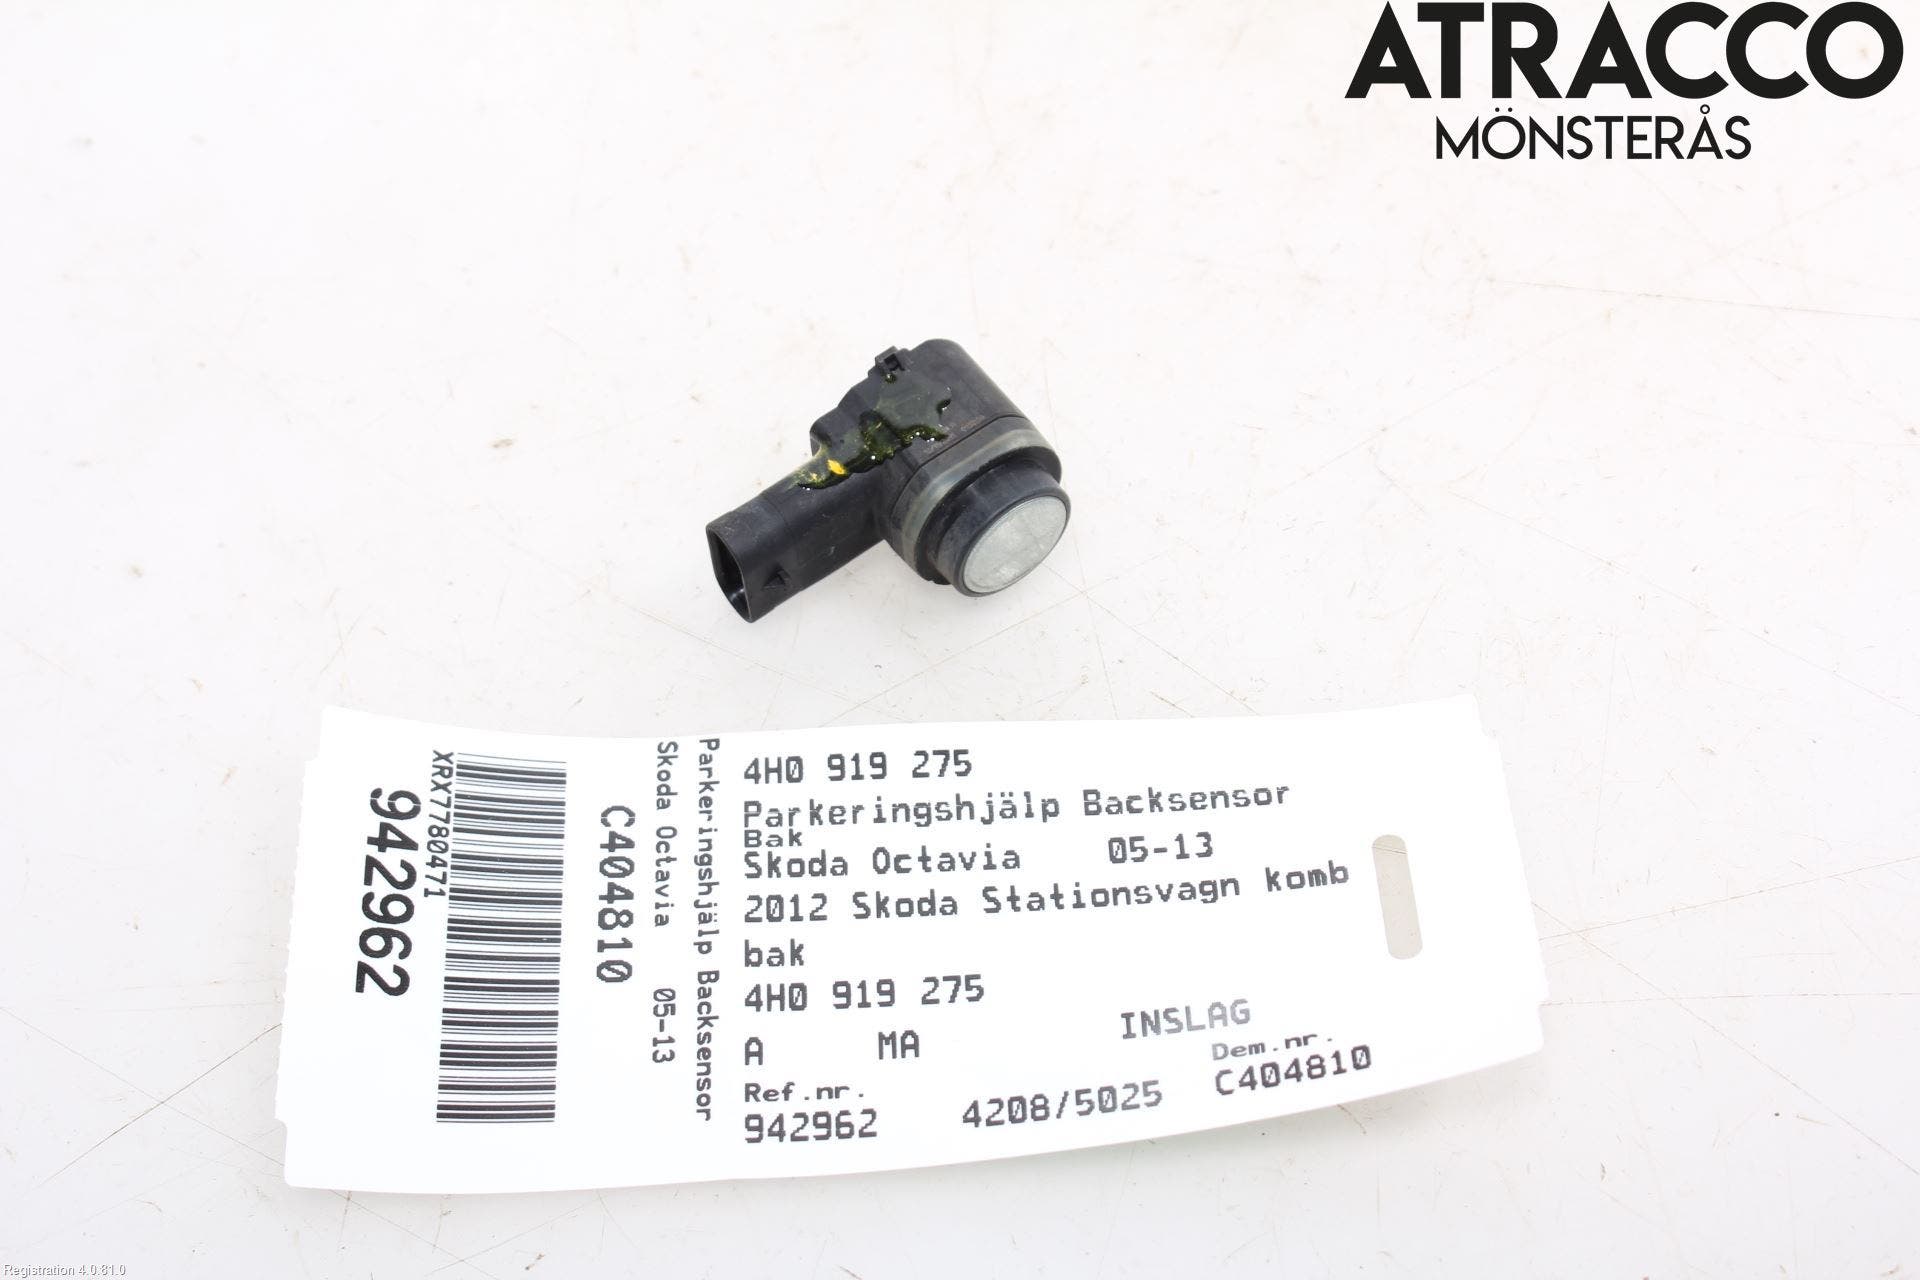 ATRACCO
MÖNSTERÅS
4H0 919 275
Parkeringshjälp Backsensor
Bak
Skoda Octavia 05-13
2012 Skoda Stationsvagn komb
bak
4H0 919 275
A MA INSLAG
Ref.nr. Dem.nr.
942962 4208/5025 C404810
Parkeringshjälp Backsensor
Skoda Octavia 05-13
C404810
XRX7780471
942962
Registration 4.0.81.0